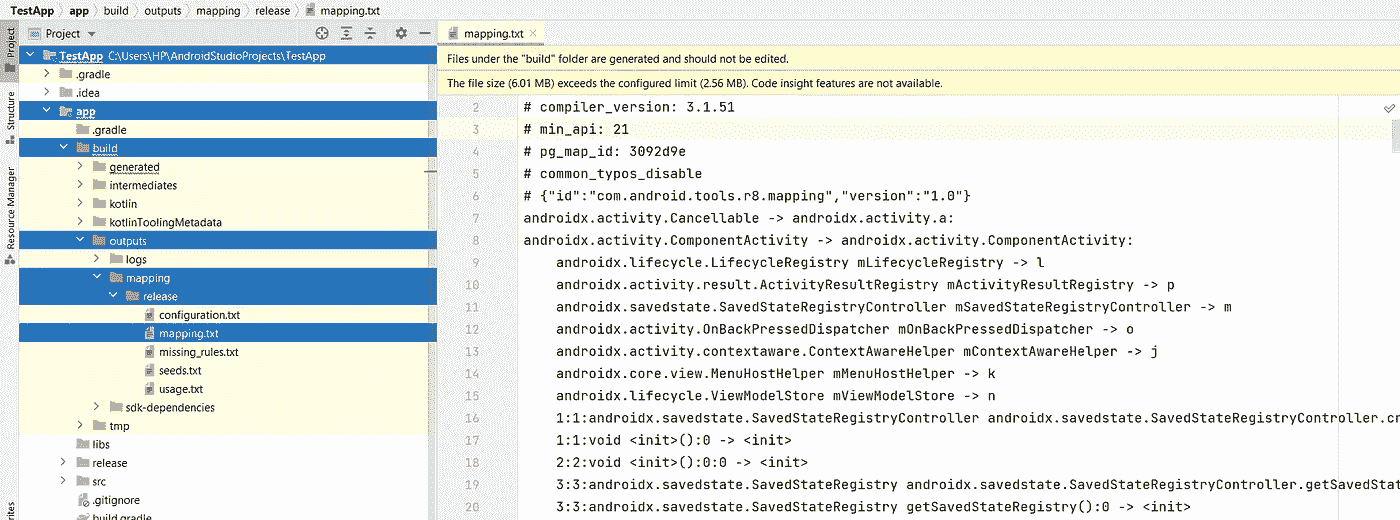 TestApp app build outputs mapping release mapping.txt
Project
Structure
Resource Manager
Project
TestApp C:\Users\HP\AndroidStudioProjects\TestApp
.gradle
.idea
app
.gradle
build
generated
intermediates
kotlin
kotlinToolingMetadata
outputs
logs
mapping
release
configuration.txt
mapping.txt
missing_rules.txt
seeds.txt
usage.txt
sdk-dependencies
tmp
libs
release
src
.gitignore
build.gradle
mapping.txt
Files under the "build" folder are generated and should not be edited.
The file size (6.01 MB) exceeds the configured limit (2.56 MB). Code insight features are not available.
2 # compiler_version: 3.1.51
3 # min_api: 21
4 # pg_map_id: 3092d9e
5 # common_typos_disable
6 # {"id":"com.android.tools.r8.mapping","version":"1.0"}
7 androidx.activity.Cancellable -> androidx.activity.a:
8 androidx.activity.ComponentActivity -> androidx.activity.ComponentActivity:
9 androidx.lifecycle.LifecycleRegistry mLifecycleRegistry -> l
10 androidx.activity.result.ActivityResultRegistry mActivityResultRegistry -> p
11 androidx.savedstate.SavedStateRegistryController mSavedStateRegistryController -> m
12 androidx.activity.OnBackPressedDispatcher mOnBackPressedDispatcher -> o
13 androidx.activity.contextaware.ContextAwareHelper mContextAwareHelper -> j
14 androidx.core.view.MenuHostHelper mMenuHostHelper -> k
15 androidx.lifecycle.ViewModelStore mViewModelStore -> n
16 1:1:androidx.savedstate.SavedStateRegistryController androidx.savedstate.SavedStateRegistryController.cr
17 1:1:void <init>():0 -> <init>
18 2:2:void <init>():0:0 -> <init>
19 3:3:androidx.savedstate.SavedStateRegistry androidx.savedstate.SavedStateRegistryController.getSavedStat
20 3:3:androidx.savedstate.SavedStateRegistry getSavedStateRegistry():0 -> <init>